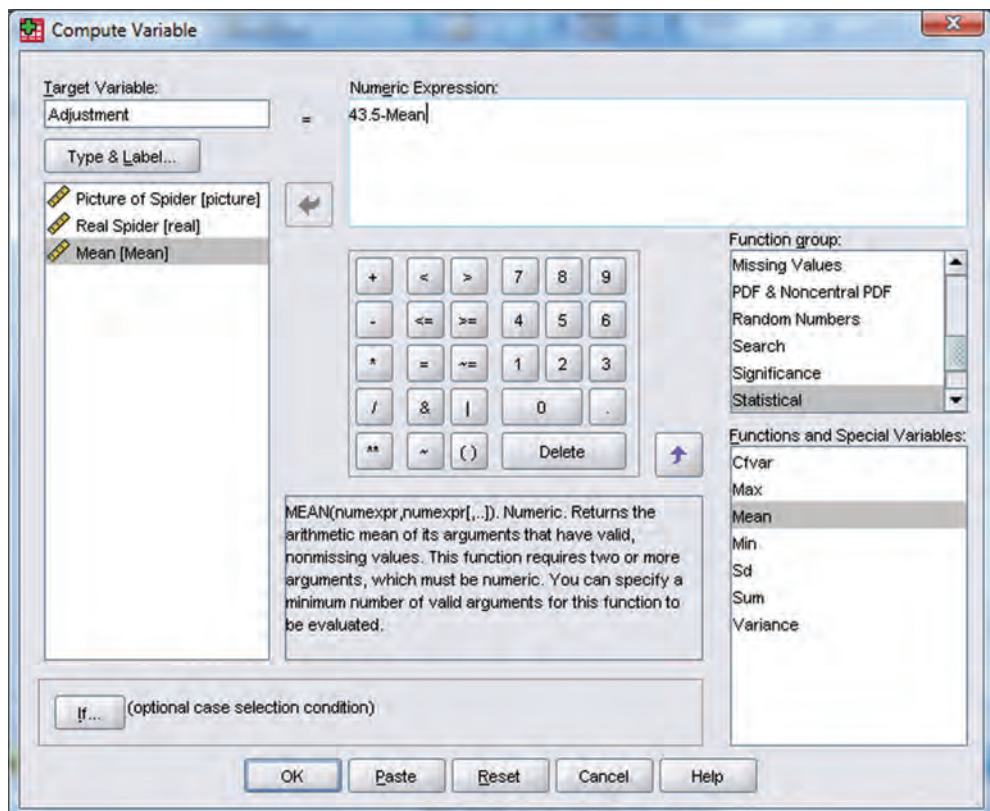 Compute Variable
Target Variable:
Adjustment
Type & Label...
=
Numeric Expression:
43.5-Mean
Picture of Spider [picture]
Real Spider [real]
Mean [Mean]
+ < > 7 8 9
- <= >= 4 5 6
* = ~= 1 2 3
/ & | 0 .
** ~ ( ) Delete
Function group:
Missing Values
PDF & Noncentral PDF
Random Numbers
Search
Significance
Statistical
MEAN(numexpr,numexpr[,..]). Numeric. Returns the
arithmetic mean of its arguments that have valid,
nonmissing values. This function requires two or more
arguments, which must be numeric. You can specify a
minimum number of valid arguments for this function to
be evaluated.
Functions and Special Variables:
Cfvar
Max
Mean
Min
Sd
Sum
Variance
If... (optional case selection condition)
OK Paste Reset Cancel Help